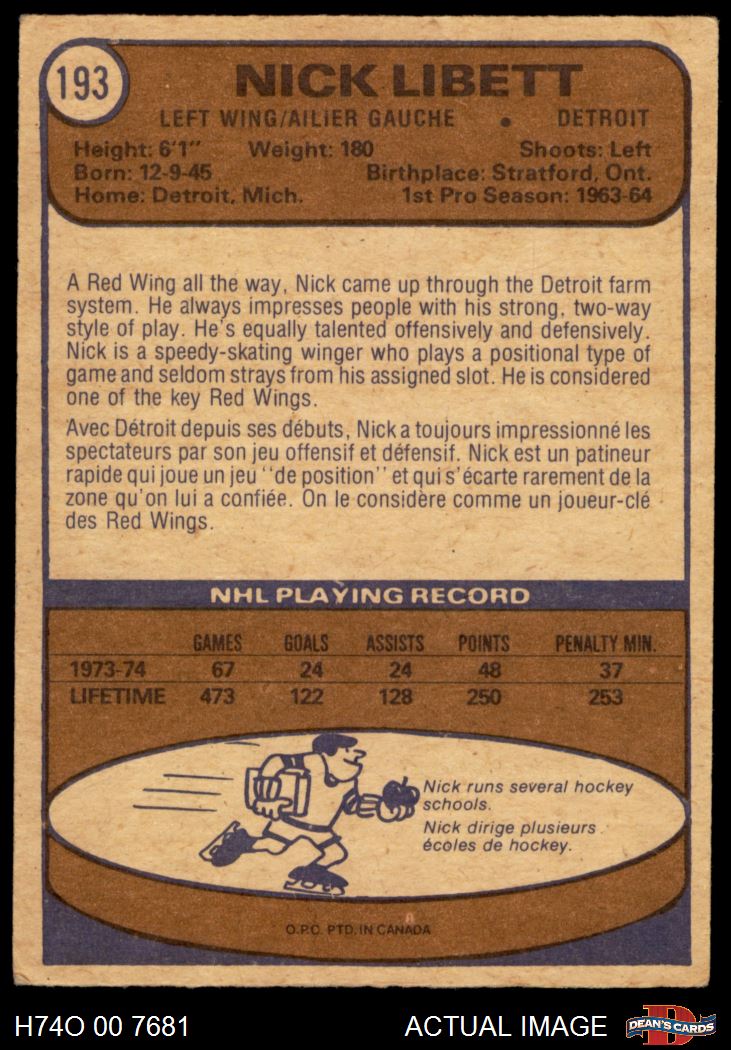 193
NICK LIBETT
LEFT WING/AILIER GAUCHE • DETROIT
Height: 6'1" Weight: 180 Shoots: Left
Born: 12-9-45 Birthplace: Stratford, Ont.
Home: Detroit, Mich. 1st Pro Season: 1963-64
A Red Wing all the way, Nick came up through the Detroit farm
system. He always impresses people with his strong, two-way
style of play. He's equally talented offensively and defensively.
Nick is a speedy-skating winger who plays a positional type of
game and seldom strays from his assigned slot. He is considered
one of the key Red Wings.
Avec Détroit depuis ses débuts, Nick a toujours impressionné les
spectateurs par son jeu offensif et défensif. Nick est un patineur
rapide qui joue un jeu "de position" et qui s'écarte rarement de la
zone qu'on lui a confiée. On le considère comme un joueur-clé
des Red Wings.
NHL PLAYING RECORD
GAMES GOALS ASSISTS POINTS PENALTY MIN.
1973-74 67 24 24 48 37
LIFETIME 473 122 128 250 253
Nick runs several hockey
schools.
Nick dirige plusieurs
écoles de hockey.
O.P.C. PTD. IN CANADA
H74O 00 7681 ACTUAL IMAGE D DEAN'S CARDS